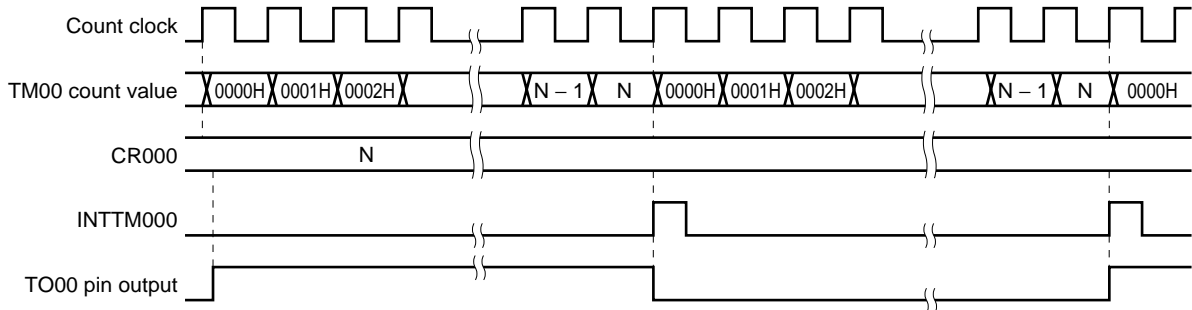 Count clock
TM00 count value 0000H 0001H 0002H N − 1 N 0000H 0001H 0002H N − 1 N 0000H
CR000 N
INTTM000
TO00 pin output